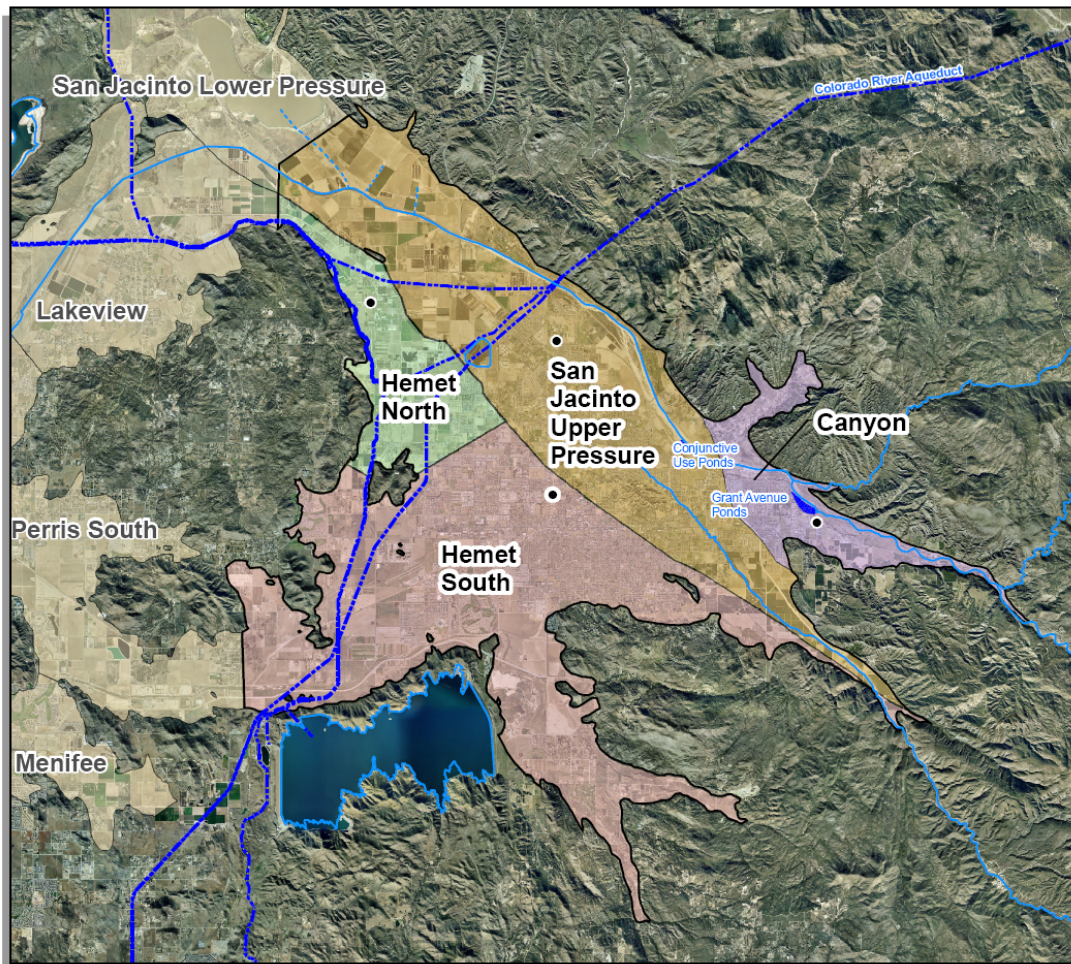 San Jacinto Lower Pressure
Colorado River Aqueduct
Lakeview
Hemet
North
San
Jacinto
Upper
Pressure
Canyon
Conjunctive
Use Ponds
Grant Avenue
Ponds
Perris South
Hemet
South
Menifee